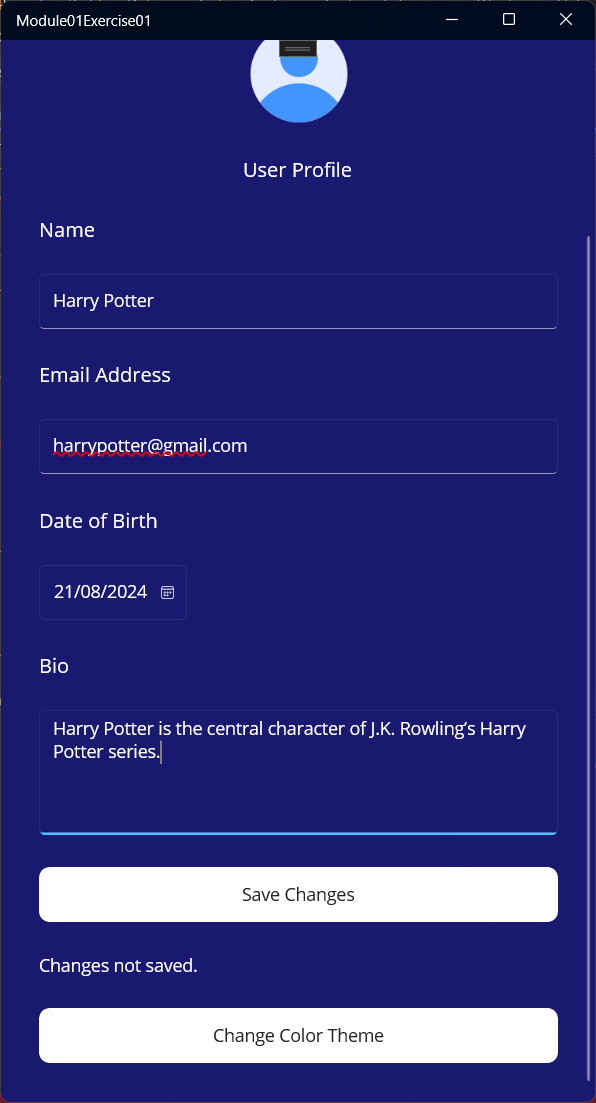 Module01Exercise01
User Profile
Name
Harry Potter
Email Address
harrypotter@gmail.com
Date of Birth
21/08/2024
Bio
Harry Potter is the central character of J.K. Rowling’s Harry
Potter series.
Save Changes
Changes not saved.
Change Color Theme